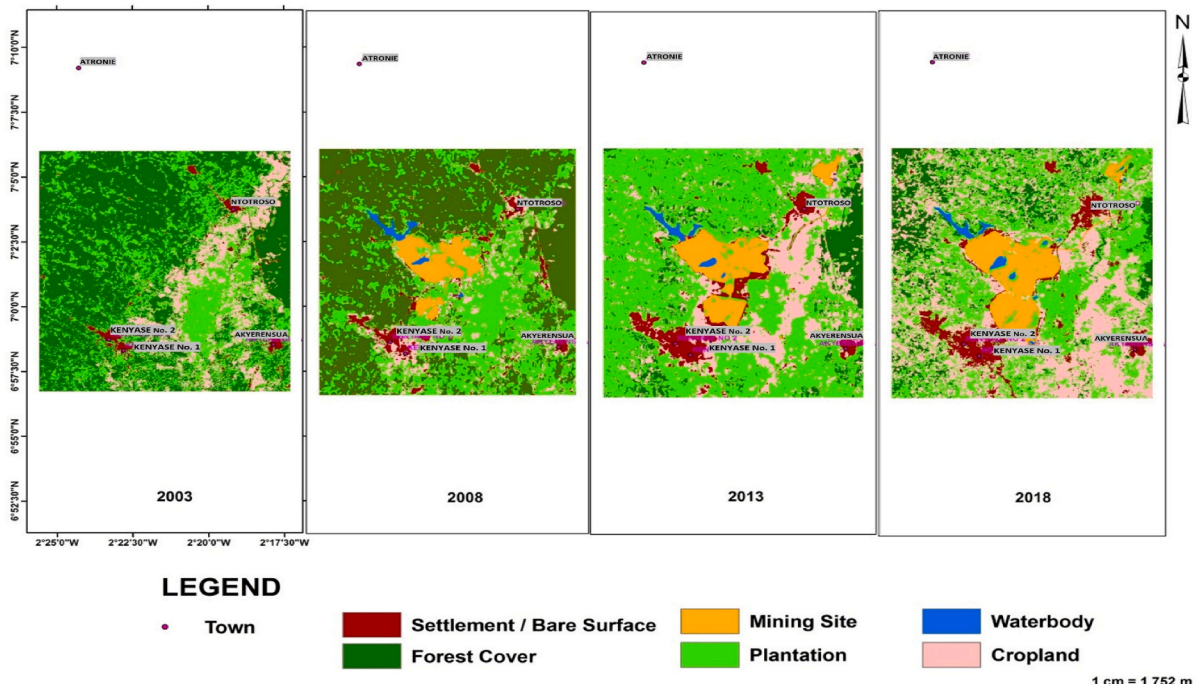 N
7°10'0"N
7°7'30"N
7°5'0"N
7°2'30"N
7°0'0"N
6°57'30"N
6°55'0"N
6°52'30"N
ATRONIE
NTOTROSO
KENYASE No. 2
KENYASE No. 1
AKYERENSUA
2003
2°25'0"W 2°22'30"W 2°20'0"W 2°17'30"W
ATRONIE
NTOTROSO
KENYASE No. 2
KENYASE No. 1
AKYERENSUA
2008
ATRONIE
NTOTROSO
KENYASE No. 2
KENYASE No. 1
AKYERENSUA
2013
ATRONIE
NTOTROSO
KENYASE No. 2
KENYASE No. 1
AKYERENSUA
2018
LEGEND
Town
Settlement / Bare Surface
Forest Cover
Mining Site
Plantation
Waterbody
Cropland
1 cm = 1,752 m